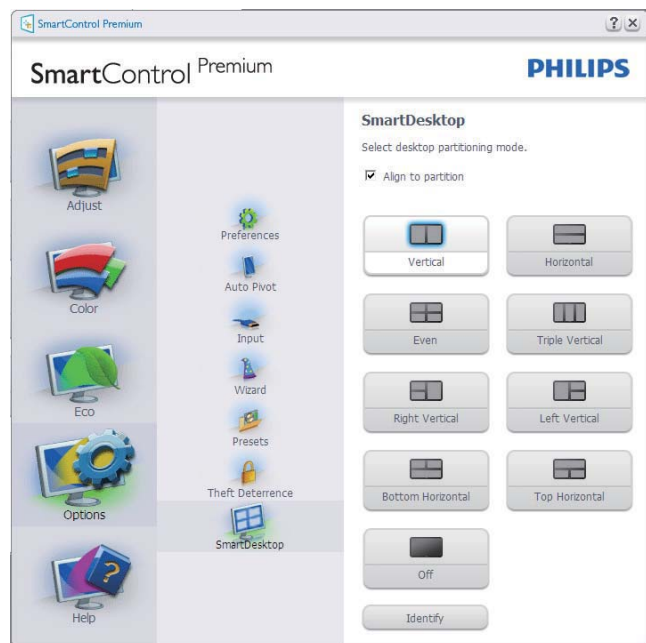 SmartControl Premium
SmartControl Premium
PHILIPS
Adjust
Color
Eco
Options
Help
Preferences
Auto Pivot
Input
Wizard
Presets
Theft Deterrence
SmartDesktop
SmartDesktop
Select desktop partitioning mode.
Align to partition
Vertical
Horizontal
Even
Triple Vertical
Right Vertical
Left Vertical
Bottom Horizontal
Top Horizontal
Off
Identify